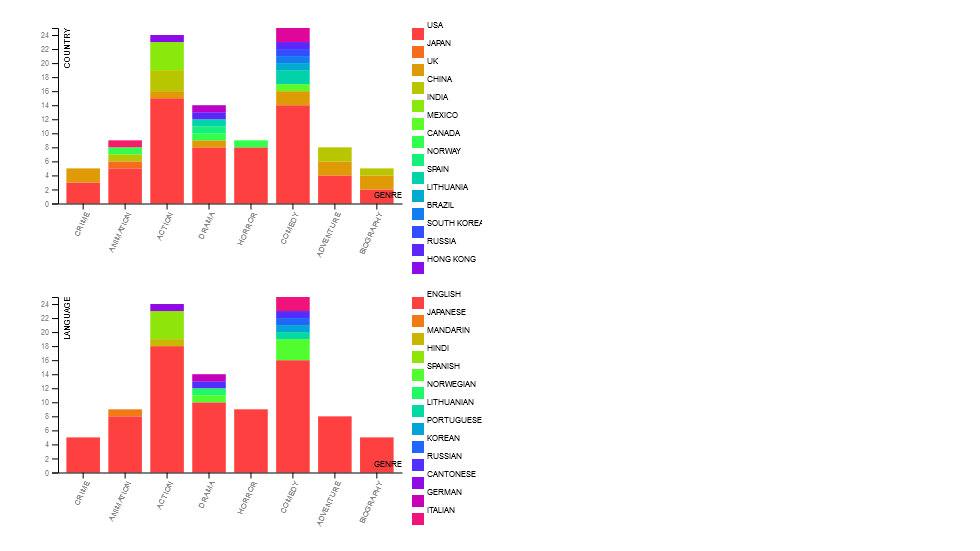 COUNTRY
24
22
20
18
16
14
12
10
8
6
4
2
0
CRIME
ANIMATION
ACTION
DRAMA
HORROR
COMEDY
ADVENTURE
BIOGRAPHY
GENRE
USA
JAPAN
UK
CHINA
INDIA
MEXICO
CANADA
NORWAY
SPAIN
LITHUANIA
BRAZIL
SOUTH KOREA
RUSSIA
HONG KONG
LANGUAGE
24
22
20
18
16
14
12
10
8
6
4
2
0
CRIME
ANIMATION
ACTION
DRAMA
HORROR
COMEDY
ADVENTURE
BIOGRAPHY
GENRE
ENGLISH
JAPANESE
MANDARIN
HINDI
SPANISH
NORWEGIAN
LITHUANIAN
PORTUGUESE
KOREAN
RUSSIAN
CANTONESE
GERMAN
ITALIAN